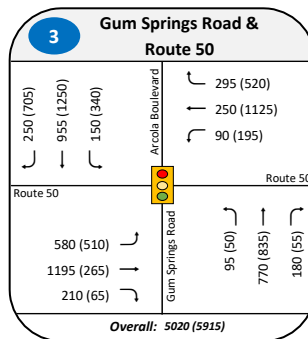 3
Gum Springs Road &
Route 50
250 (705)
955 (1250)
150 (340)
Arcola Boulevard
295 (520)
250 (1125)
90 (195)
Route 50
Route 50
580 (510)
1195 (265)
210 (65)
Gum Springs Road
95 (50)
770 (835)
180 (55)
Overall: 5020 (5915)